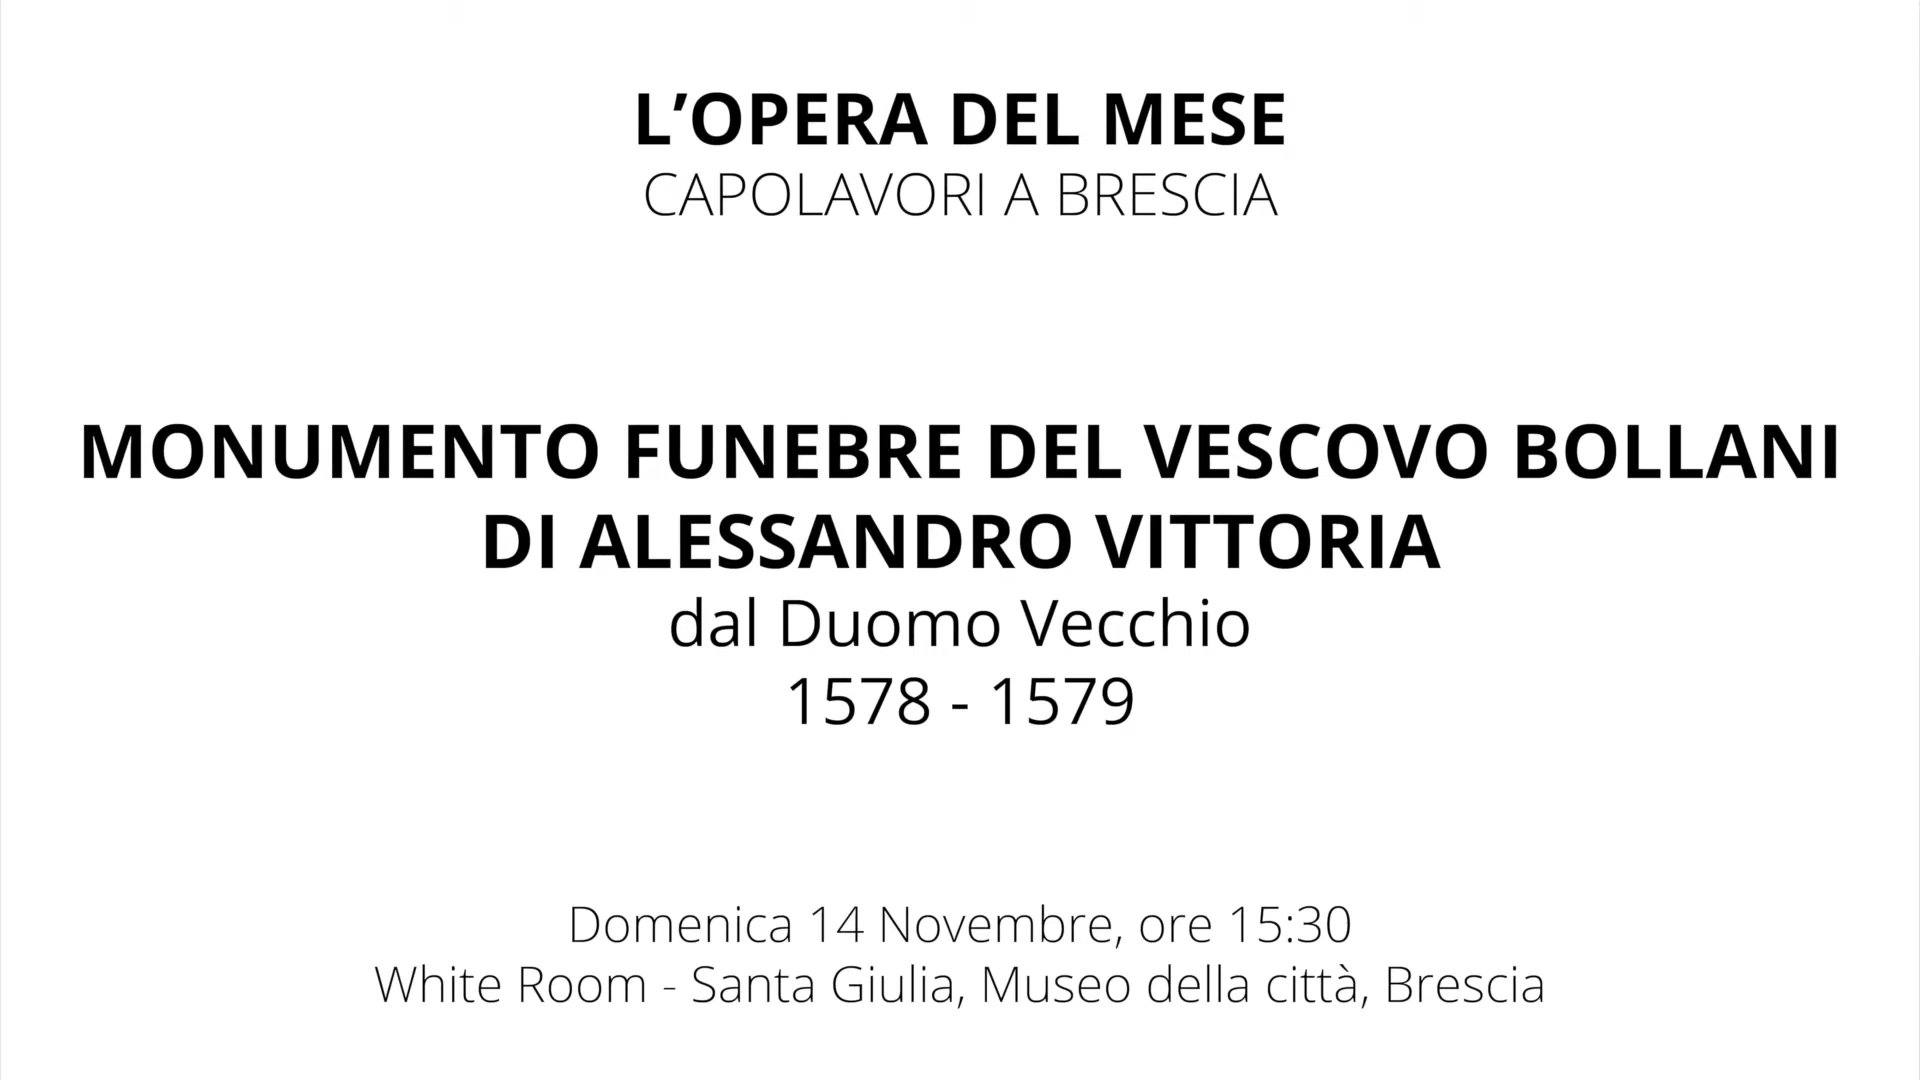 L’OPERA DEL MESE
CAPOLAVORI A BRESCIA
MONUMENTO FUNEBRE DEL VESCOVO BOLLANI
DI ALESSANDRO VITTORIA
dal Duomo Vecchio
1578 - 1579
Domenica 14 Novembre, ore 15:30
White Room - Santa Giulia, Museo della città, Brescia